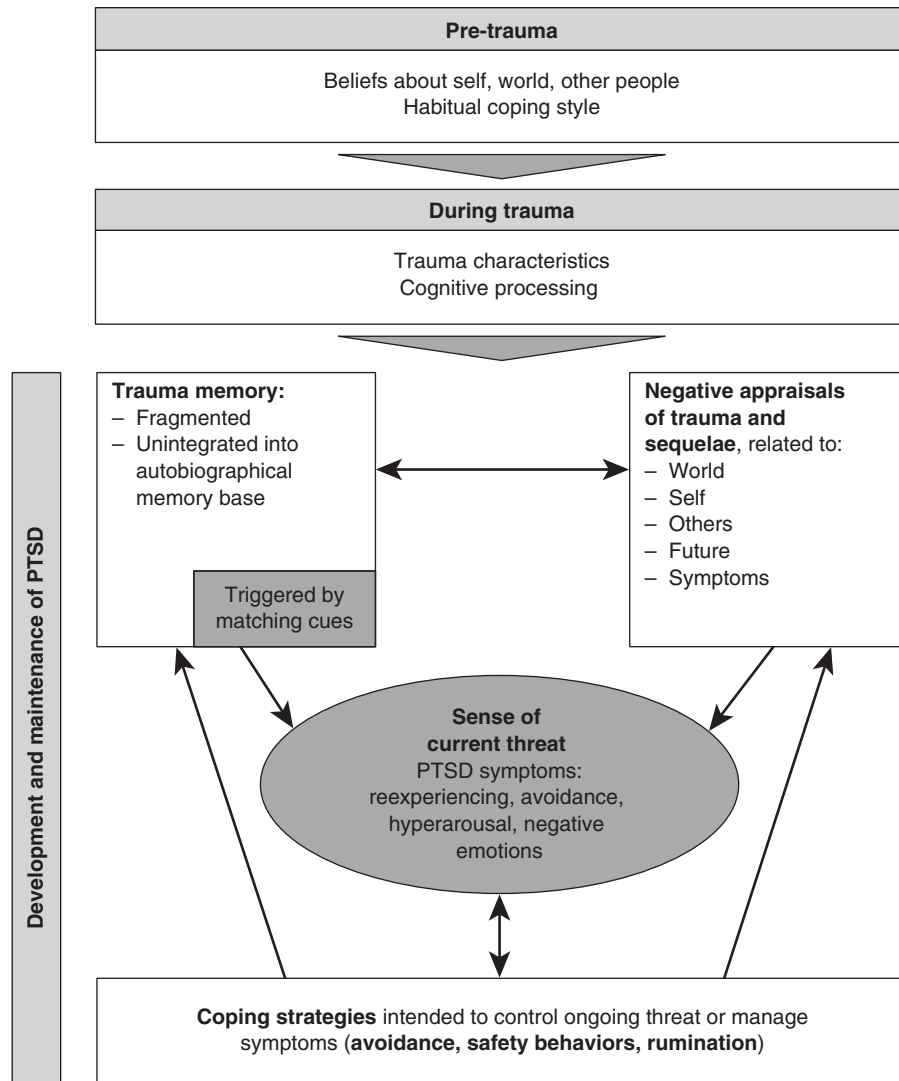 Pre-trauma
Beliefs about self, world, other people
Habitual coping style
During trauma
Trauma characteristics
Cognitive processing
Development and maintenance of PTSD
Trauma memory:
– Fragmented
– Unintegrated into
autobiographical
memory base
Triggered by
matching cues
Negative appraisals
of trauma and
sequelae, related to:
– World
– Self
– Others
– Future
– Symptoms
Sense of
current threat
PTSD symptoms:
reexperiencing, avoidance,
hyperarousal, negative
emotions
Coping strategies intended to control ongoing threat or manage
symptoms (avoidance, safety behaviors, rumination)